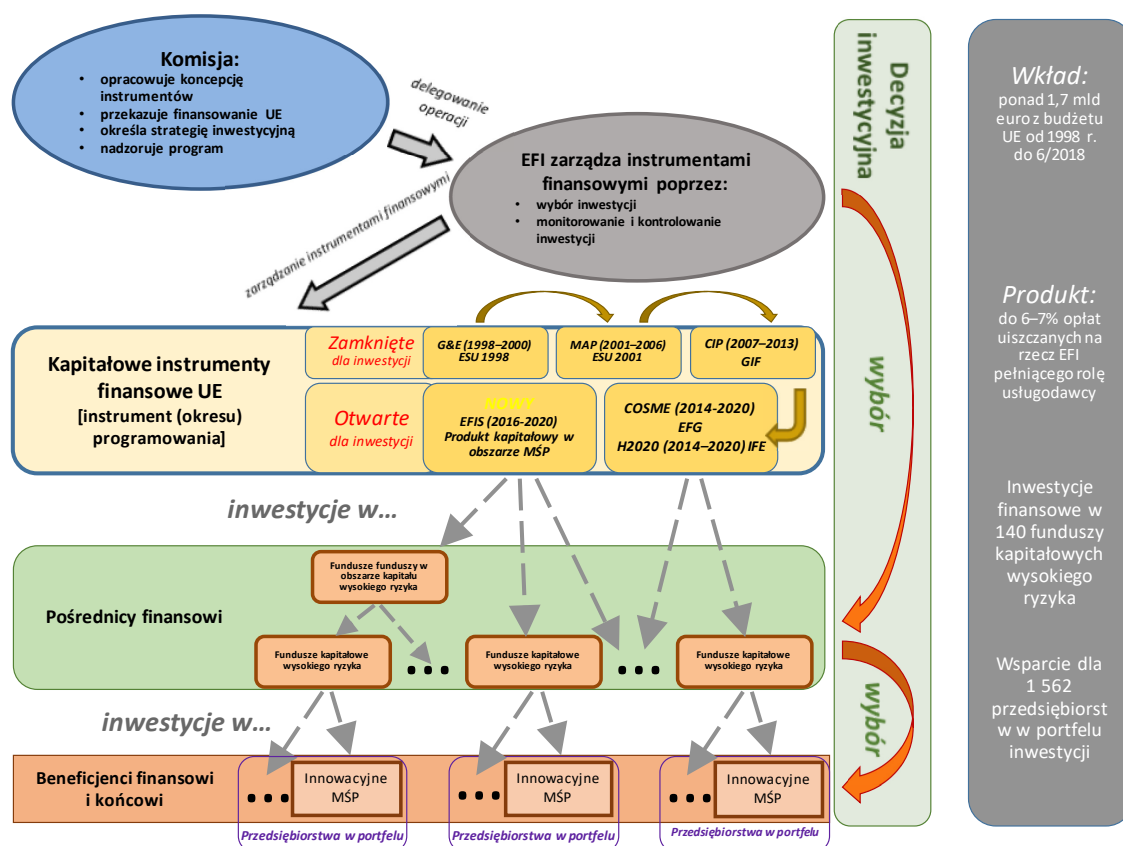 Komisja:
• opracowuje koncepcję
instrumentów
• przekazuje finansowanie UE
• określa strategię inwestycyjną
• nadzoruje program
delegowanie
operacji
EFI zarządza instrumentami
finansowymi poprzez:
• wybór inwestycji
• monitorowanie i kontrolowanie
inwestycji
zarządzanie instrumentami finansowymi
Kapitałowe instrumenty
finansowe UE
[instrument (okresu)
programowania]
Zamknięte
dla inwestycji
G&E (1998–2000)
ESU 1998
MAP (2001–2006)
ESU 2001
CIP (2007–2013)
GIF
Otwarte
dla inwestycji
NOWY
EFIS (2016-2020)
Produkt kapitałowy w
obszarze MŚP
COSME (2014-2020)
EFG
H2020 (2014–2020) IFE
inwestycje w...
Pośrednicy finansowi
Fundusze funduszy w
obszarze kapitału
wysokiego ryzyka
Fundusze kapitałowe
wysokiego ryzyka
...
Fundusze kapitałowe
wysokiego ryzyka
...
Fundusze kapitałowe
wysokiego ryzyka
inwestycje w...
Beneficjenci finansowi
i końcowi
...
Innowacyjne
MŚP
Przedsiębiorstwa w portfelu
...
Innowacyjne
MŚP
Przedsiębiorstwa w portfelu
...
Innowacyjne
MŚP
Przedsiębiorstwa w portfelu
Decyzja
inwestycyjna
wybór
wybór
Wkład:
ponad 1,7 mld
euro z budżetu
UE od 1998 r.
do 6/2018
Produkt:
do 6–7% opłat
uiszczanych na
rzecz EFI
pełniącego rolę
usługodawcy
Inwestycje
finansowe w
140 funduszy
kapitałowych
wysokiego
ryzyka
Wsparcie dla
1 562
przedsiębiorst
w w portfelu
inwestycji